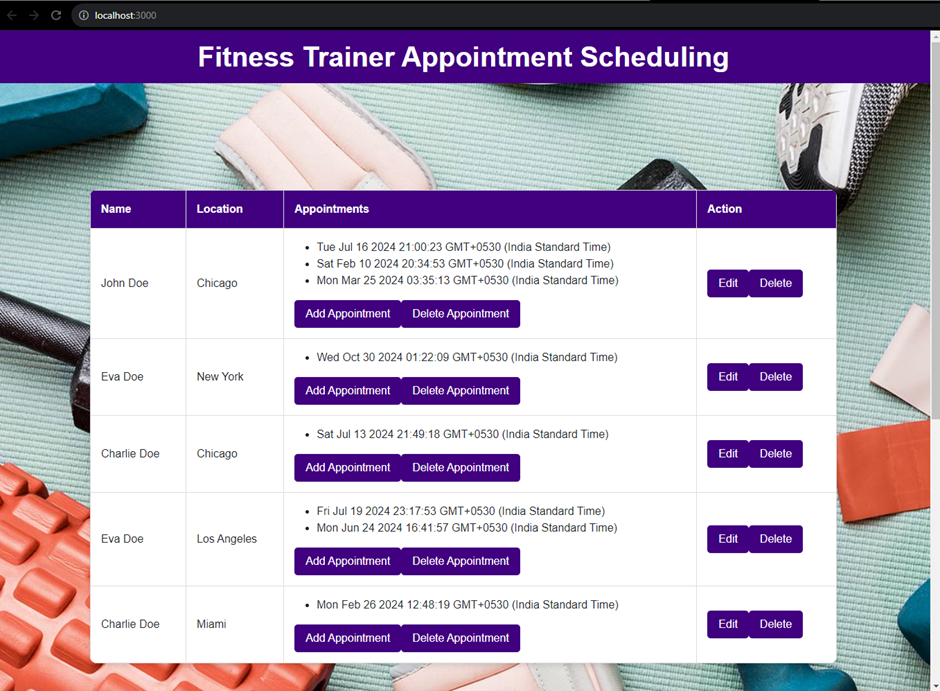 localhost:3000
Fitness Trainer Appointment Scheduling
Name Location Appointments Action
John Doe Chicago
Tue Jul 16 2024 21:00:23 GMT+0530 (India Standard Time)
Sat Feb 10 2024 20:34:53 GMT+0530 (India Standard Time)
Mon Mar 25 2024 03:35:13 GMT+0530 (India Standard Time)
Add Appointment Delete Appointment
Edit Delete
Eva Doe New York
Wed Oct 30 2024 01:22:09 GMT+0530 (India Standard Time)
Add Appointment Delete Appointment
Edit Delete
Charlie Doe Chicago
Sat Jul 13 2024 21:49:18 GMT+0530 (India Standard Time)
Add Appointment Delete Appointment
Edit Delete
Eva Doe Los Angeles
Fri Jul 19 2024 23:17:53 GMT+0530 (India Standard Time)
Mon Jun 24 2024 16:41:57 GMT+0530 (India Standard Time)
Add Appointment Delete Appointment
Edit Delete
Charlie Doe Miami
Mon Feb 26 2024 12:48:19 GMT+0530 (India Standard Time)
Add Appointment Delete Appointment
Edit Delete